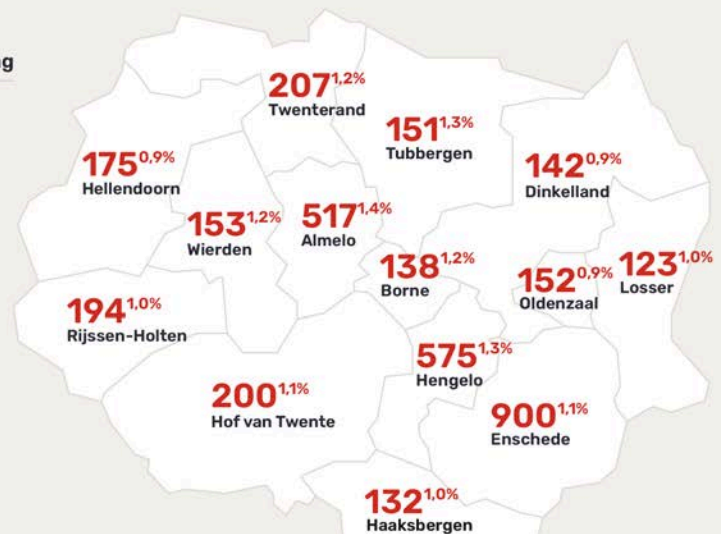 207 1,2%
Twenterand
151 1,3%
Tubbergen
175 0,9%
Hellendoorn
142 0,9%
Dinkelland
153 1,2%
Wierden
517 1,4%
Almelo
138 1,2%
Borne
152 0,9%
Oldenzaal
123 1,0%
Losser
194 1,0%
Rijssen-Holten
575 1,3%
Hengelo
200 1,1%
Hof van Twente
900 1,1%
Enschede
132 1,0%
Haaksbergen